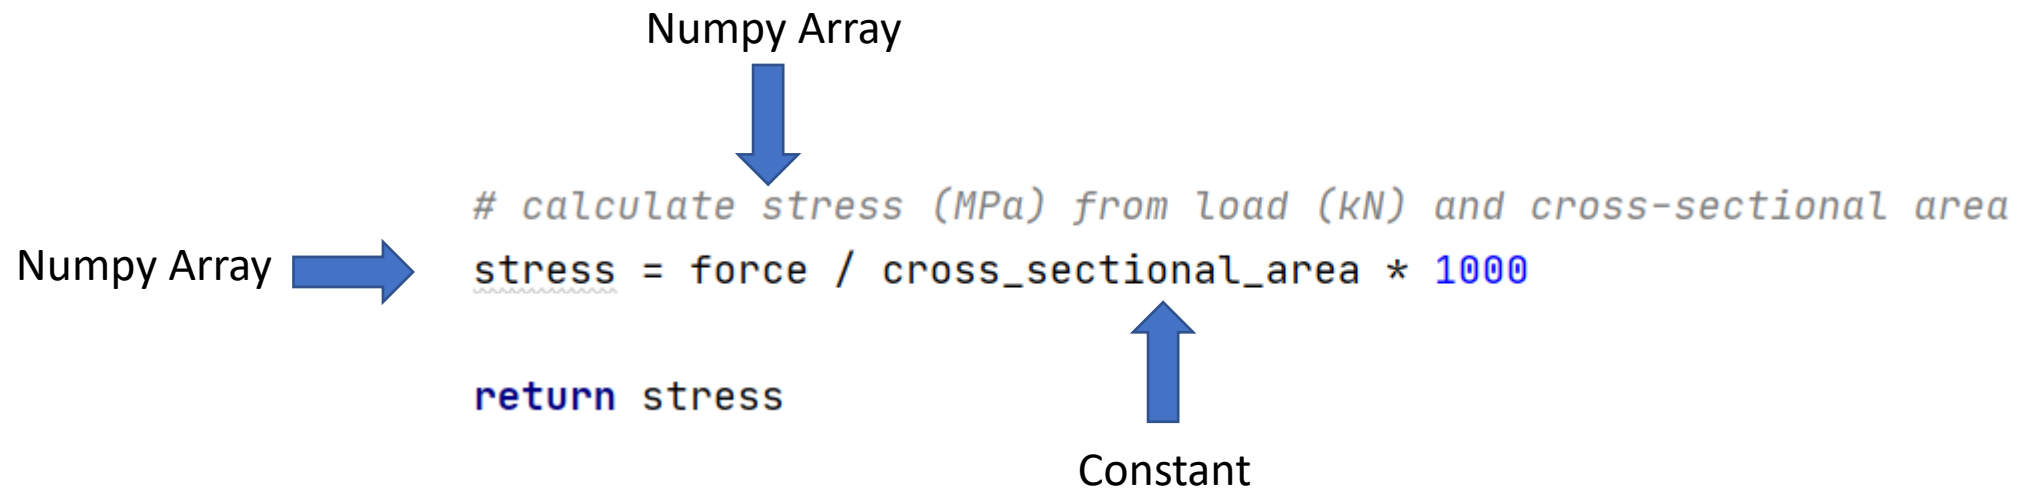 Numpy Array
# calculate stress (MPa) from load (kN) and cross-sectional area
Numpy Array
stress = force / cross_sectional_area * 1000
return stress
Constant